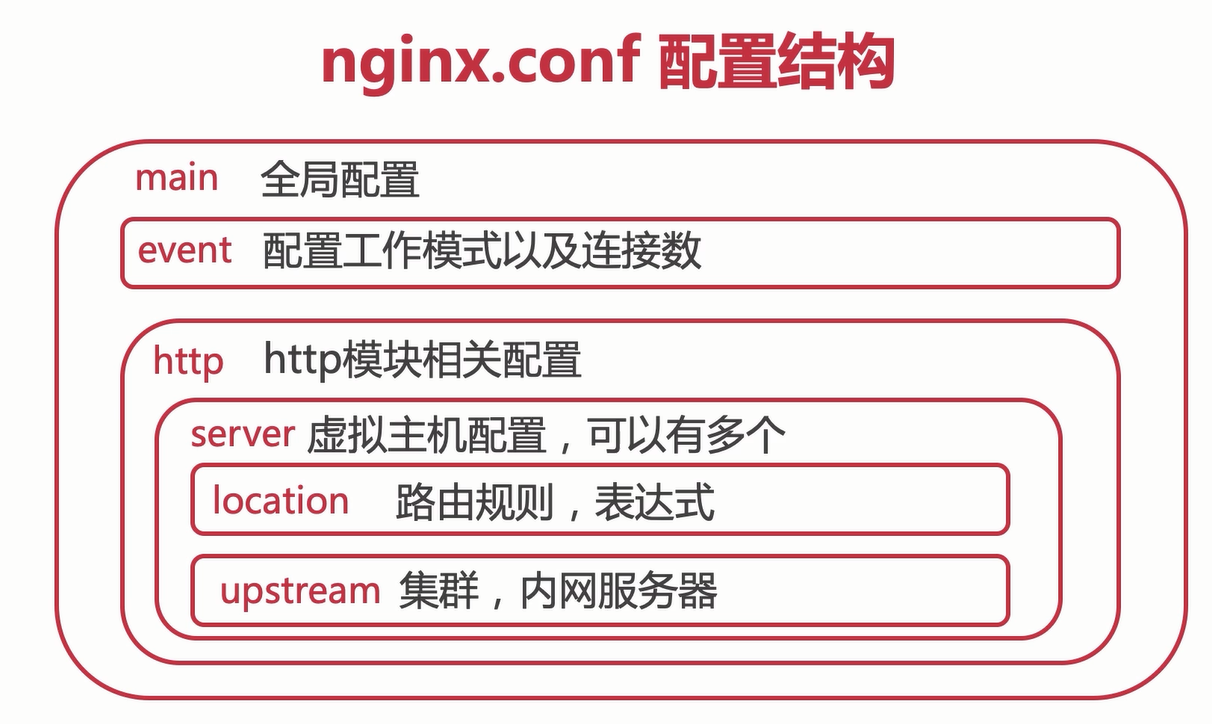 nginx.conf 配置结构
main 全局配置
event 配置工作模式以及连接数
http http模块相关配置
server 虚拟主机配置，可以有多个
location 路由规则，表达式
upstream 集群，内网服务器